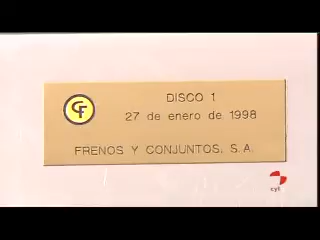 CF
DISCO 1
27 de enero de 1998
FRENOS Y CONJUNTOS, S.A.
cyl